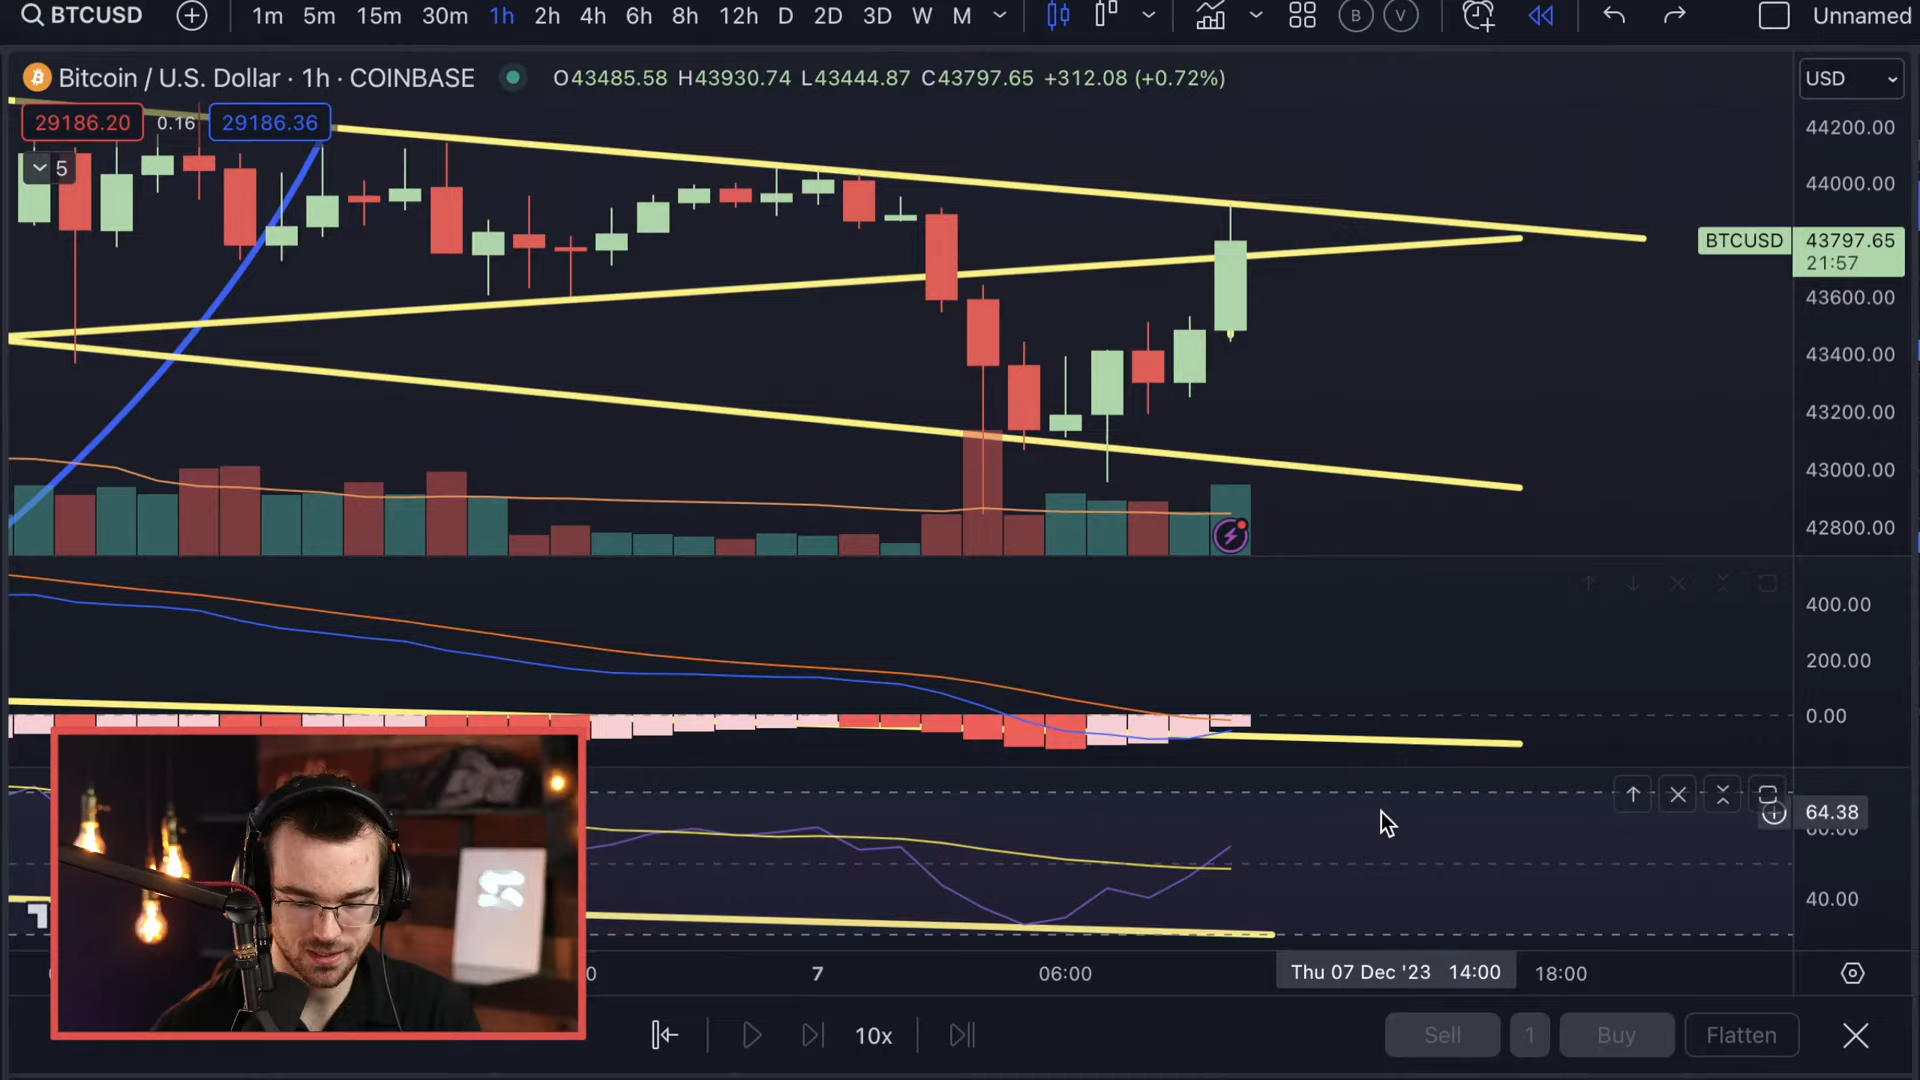 BTCUSD 1m 5m 15m 30m 1h 2h 4h 6h 8h 12h D 2D 3D W M B V Unnamed
Bitcoin / U.S. Dollar · 1h · COINBASE O43485.58 H43930.74 L43444.87 C43797.65 +312.08 (+0.72%) USD
29186.20 0.16 29186.36
5
44200.00
44000.00
BTCUSD 43797.65
21:57
43600.00
43400.00
43200.00
43000.00
42800.00
400.00
200.00
0.00
64.38
60.00
40.00
0 7 06:00 Thu 07 Dec '23 14:00 18:00
10x Sell 1 Buy Flatten